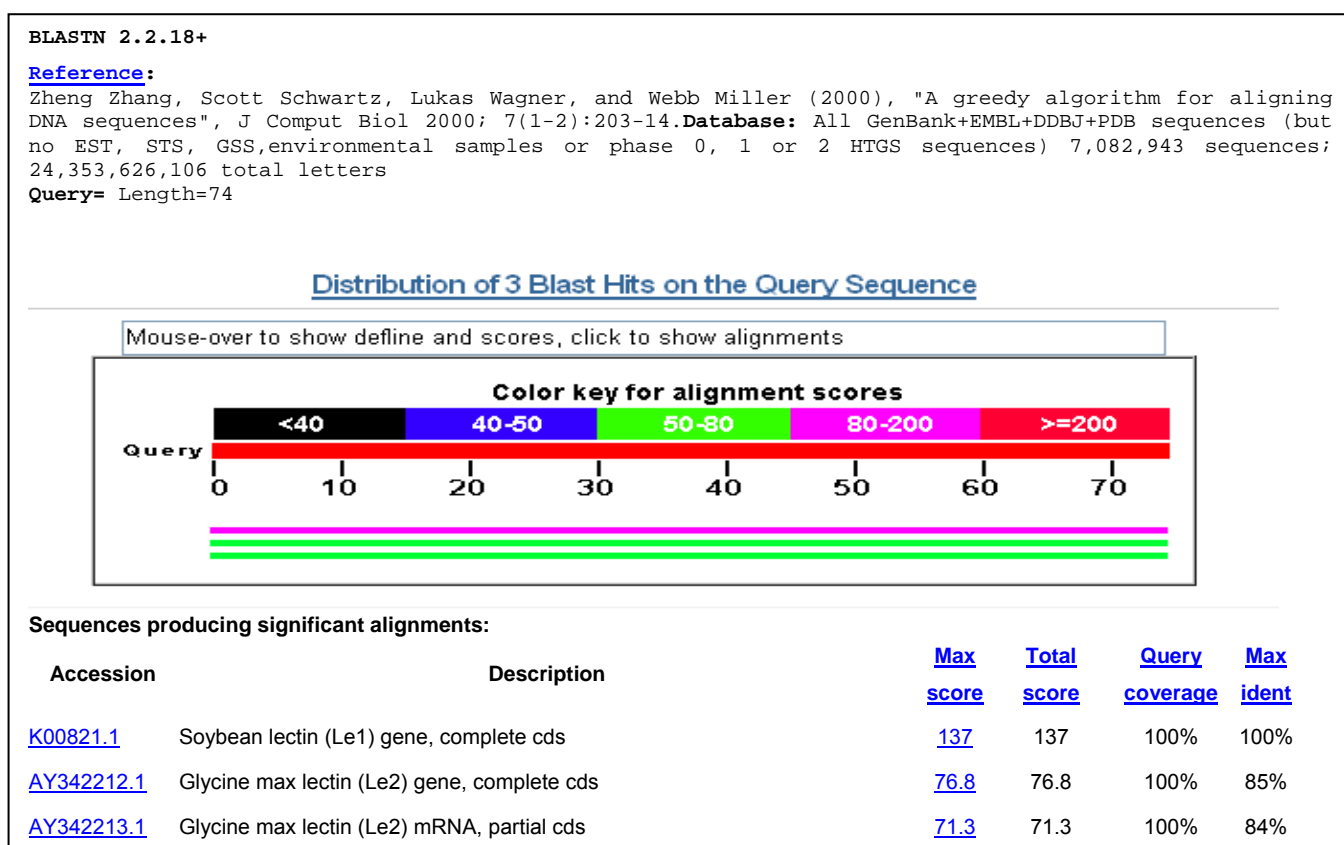 BLASTN 2.2.18+
Reference:
Zheng Zhang, Scott Schwartz, Lukas Wagner, and Webb Miller (2000), "A greedy algorithm for aligning
DNA sequences", J Comput Biol 2000; 7(1-2):203-14.Database: All GenBank+EMBL+DDBJ+PDB sequences (but
no EST, STS, GSS,environmental samples or phase 0, 1 or 2 HTGS sequences) 7,082,943 sequences;
24,353,626,106 total letters
Query= Length=74
Distribution of 3 Blast Hits on the Query Sequence
Mouse-over to show defline and scores, click to show alignments
Color key for alignment scores
<40 40-50 50-80 80-200 >=200
Query
0 10 20 30 40 50 60 70
Sequences producing significant alignments:
Accession Description Max score Total score Query coverage Max ident
K00821.1 Soybean lectin (Le1) gene, complete cds 137 137 100% 100%
AY342212.1 Glycine max lectin (Le2) gene, complete cds 76.8 76.8 100% 85%
AY342213.1 Glycine max lectin (Le2) mRNA, partial cds 71.3 71.3 100% 84%